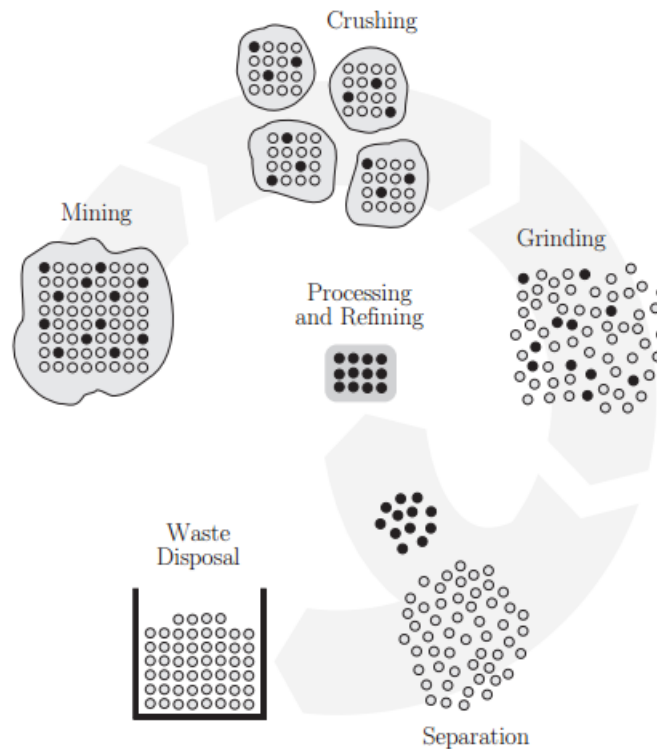 Crushing
Mining
Grinding
Processing
and Refining
Waste
Disposal
Separation